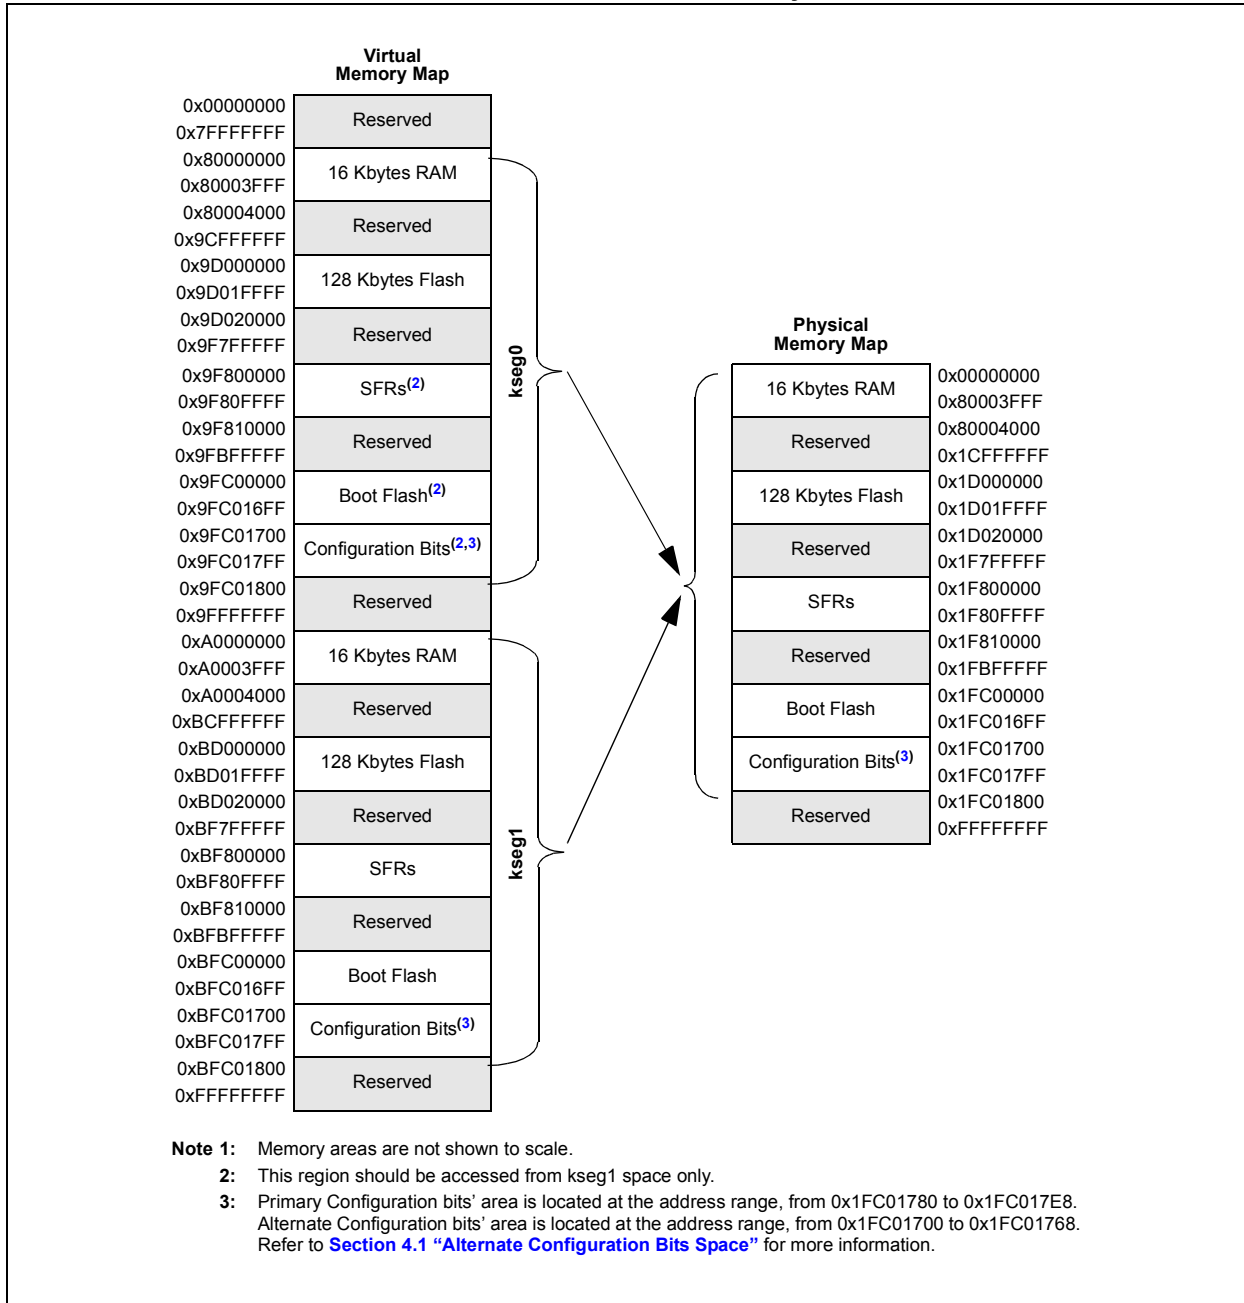 Virtual
Memory Map
0x00000000
Reserved
0x7FFFFFFF
0x80000000
16 Kbytes RAM
0x80003FFF
0x80004000
Reserved
0x9CFFFFFF
0x9D000000
128 Kbytes Flash
0x9D01FFFF
0x9D020000
Reserved
0x9F7FFFFF
0x9F800000
SFRs(2)
0x9F80FFFF
0x9F810000
Reserved
0x9FBFFFFF
0x9FC00000
Boot Flash(2)
0x9FC016FF
0x9FC01700
Configuration Bits(2,3)
0x9FC017FF
0x9FC01800
Reserved
0x9FFFFFFF
0xA0000000
16 Kbytes RAM
0xA0003FFF
0xA0004000
Reserved
0xBCFFFFFF
0xBD000000
128 Kbytes Flash
0xBD01FFFF
0xBD020000
Reserved
0xBF7FFFFF
0xBF800000
SFRs
0xBF80FFFF
0xBF810000
Reserved
0xBFBFFFFF
0xBFC00000
Boot Flash
0xBFC016FF
0xBFC01700
Configuration Bits(3)
0xBFC017FF
0xBFC01800
Reserved
0xFFFFFFFF
kseg0
kseg1
Physical
Memory Map
16 Kbytes RAM
0x00000000
0x80003FFF
Reserved
0x80004000
0x1CFFFFFF
128 Kbytes Flash
0x1D000000
0x1D01FFFF
Reserved
0x1D020000
0x1F7FFFFF
SFRs
0x1F800000
0x1F80FFFF
Reserved
0x1F810000
0x1FBFFFFF
Boot Flash
0x1FC00000
0x1FC016FF
Configuration Bits(3)
0x1FC01700
0x1FC017FF
Reserved
0x1FC01800
0xFFFFFFFF
Note 1: Memory areas are not shown to scale.
2: This region should be accessed from kseg1 space only.
3: Primary Configuration bits’ area is located at the address range, from 0x1FC01780 to 0x1FC017E8.
Alternate Configuration bits’ area is located at the address range, from 0x1FC01700 to 0x1FC01768.
Refer to Section 4.1 “Alternate Configuration Bits Space” for more information.